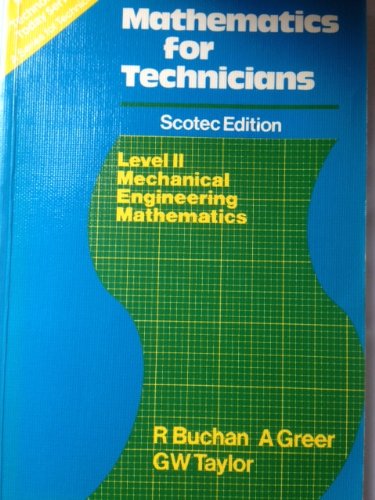 Mathematics
for
Technicians
Scotec Edition
Level II
Mechanical
Engineering
Mathematics
R Buchan A Greer
GW Taylor